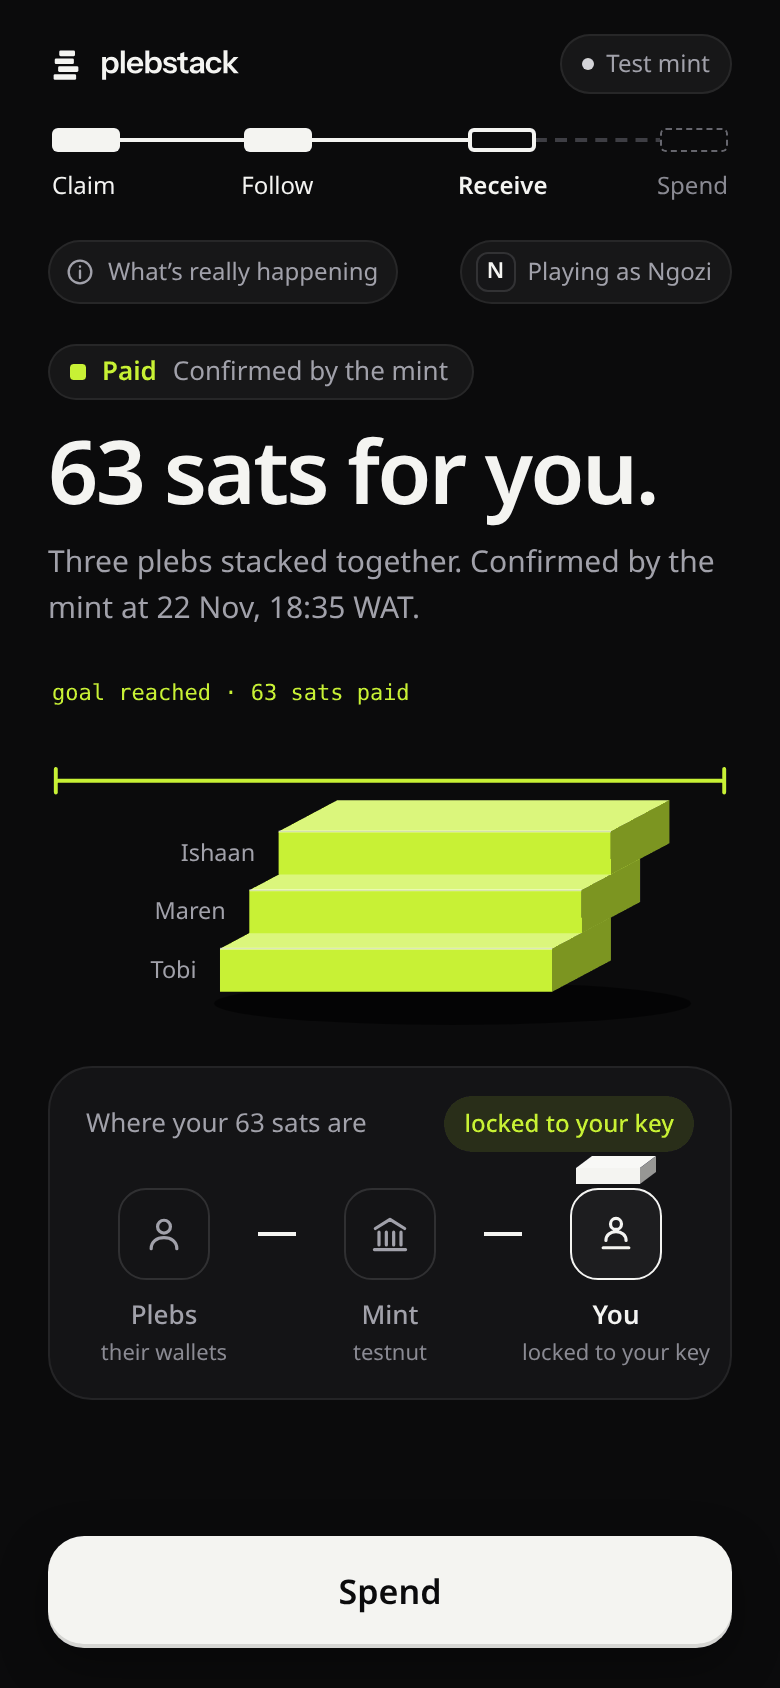 plebstack
Test mint
Claim
Follow
Receive
Spend
What’s really happening
N
Playing as Ngozi
Paid Confirmed by the mint
63 sats for you.
Three plebs stacked together. Confirmed by the
mint at 22 Nov, 18:35 WAT.
goal reached · 63 sats paid
Ishaan
Maren
Tobi
Where your 63 sats are
locked to your key
Plebs
their wallets
Mint
testnut
You
locked to your key
Spend